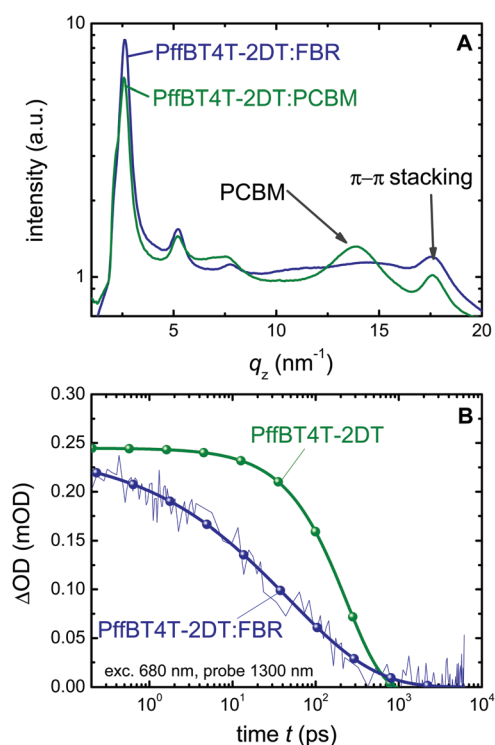 10
A
PffBT4T-2DT:FBR
PffBT4T-2DT:PCBM
PCBM
π–π stacking
intensity (a.u.)
1
5
10
15
20
qz (nm-1)
0.30
B
PffBT4T-2DT
0.25
0.20
0.15
ΔOD (mOD)
0.10
PffBT4T-2DT:FBR
0.05
exc. 680 nm, probe 1300 nm
0.00
10⁰
10¹
10²
10³
10⁴
time t (ps)